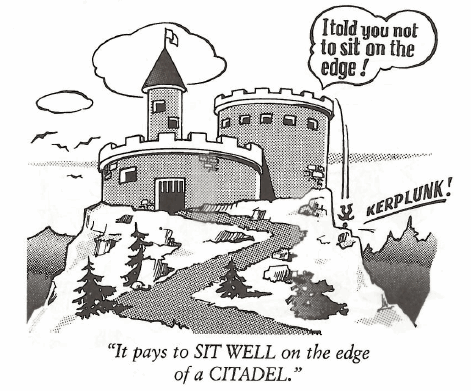 I told you not
to sit on the
edge!
KERPLUNK!
"It pays to SIT WELL on the edge
of a CITADEL."